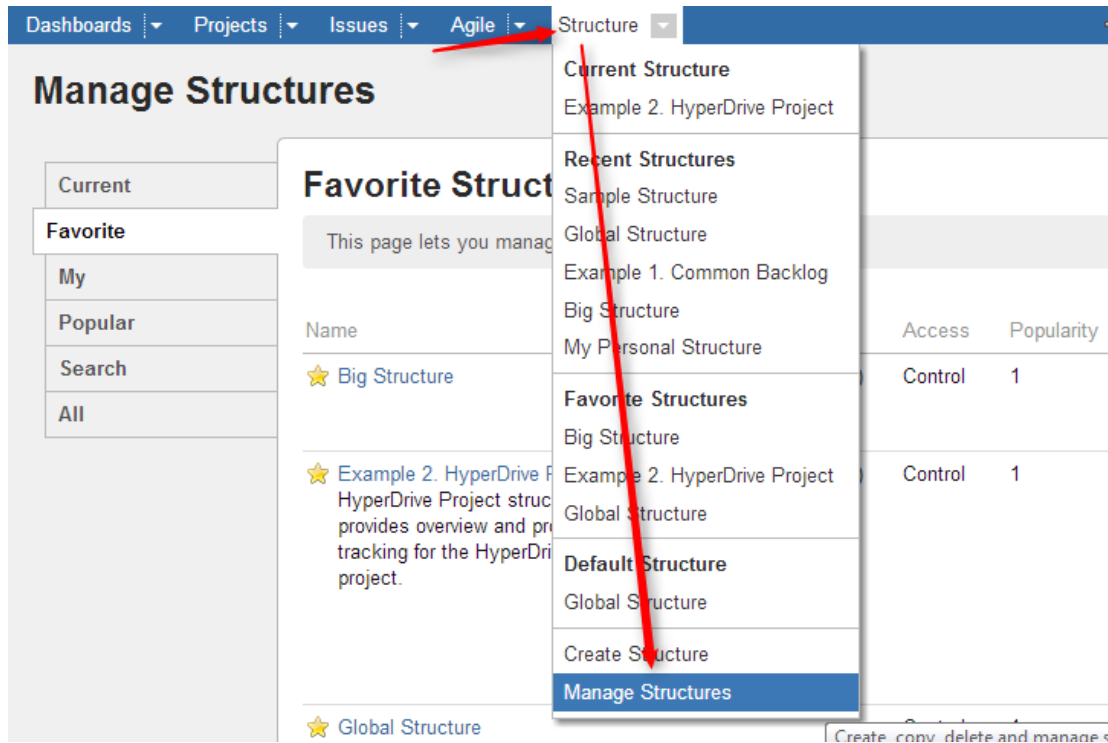 Dashboards Projects Issues Agile Structure
Manage Structures
Current
Favorite
My
Popular
Search
All
Favorite Struct
This page lets you manag
Name Access Popularity
Big Structure Control 1
Example 2. HyperDrive Control 1
HyperDrive Project struc
provides overview and pr
tracking for the HyperDri
project.
Global Structure
Current Structure
Example 2. HyperDrive Project
Recent Structures
Sample Structure
Global Structure
Example 1. Common Backlog
Big Structure
My Personal Structure
Favorite Structures
Big Structure
Example 2. HyperDrive Project
Global Structure
Default Structure
Global Structure
Create Structure
Manage Structures
Create, copy, delete and manage s